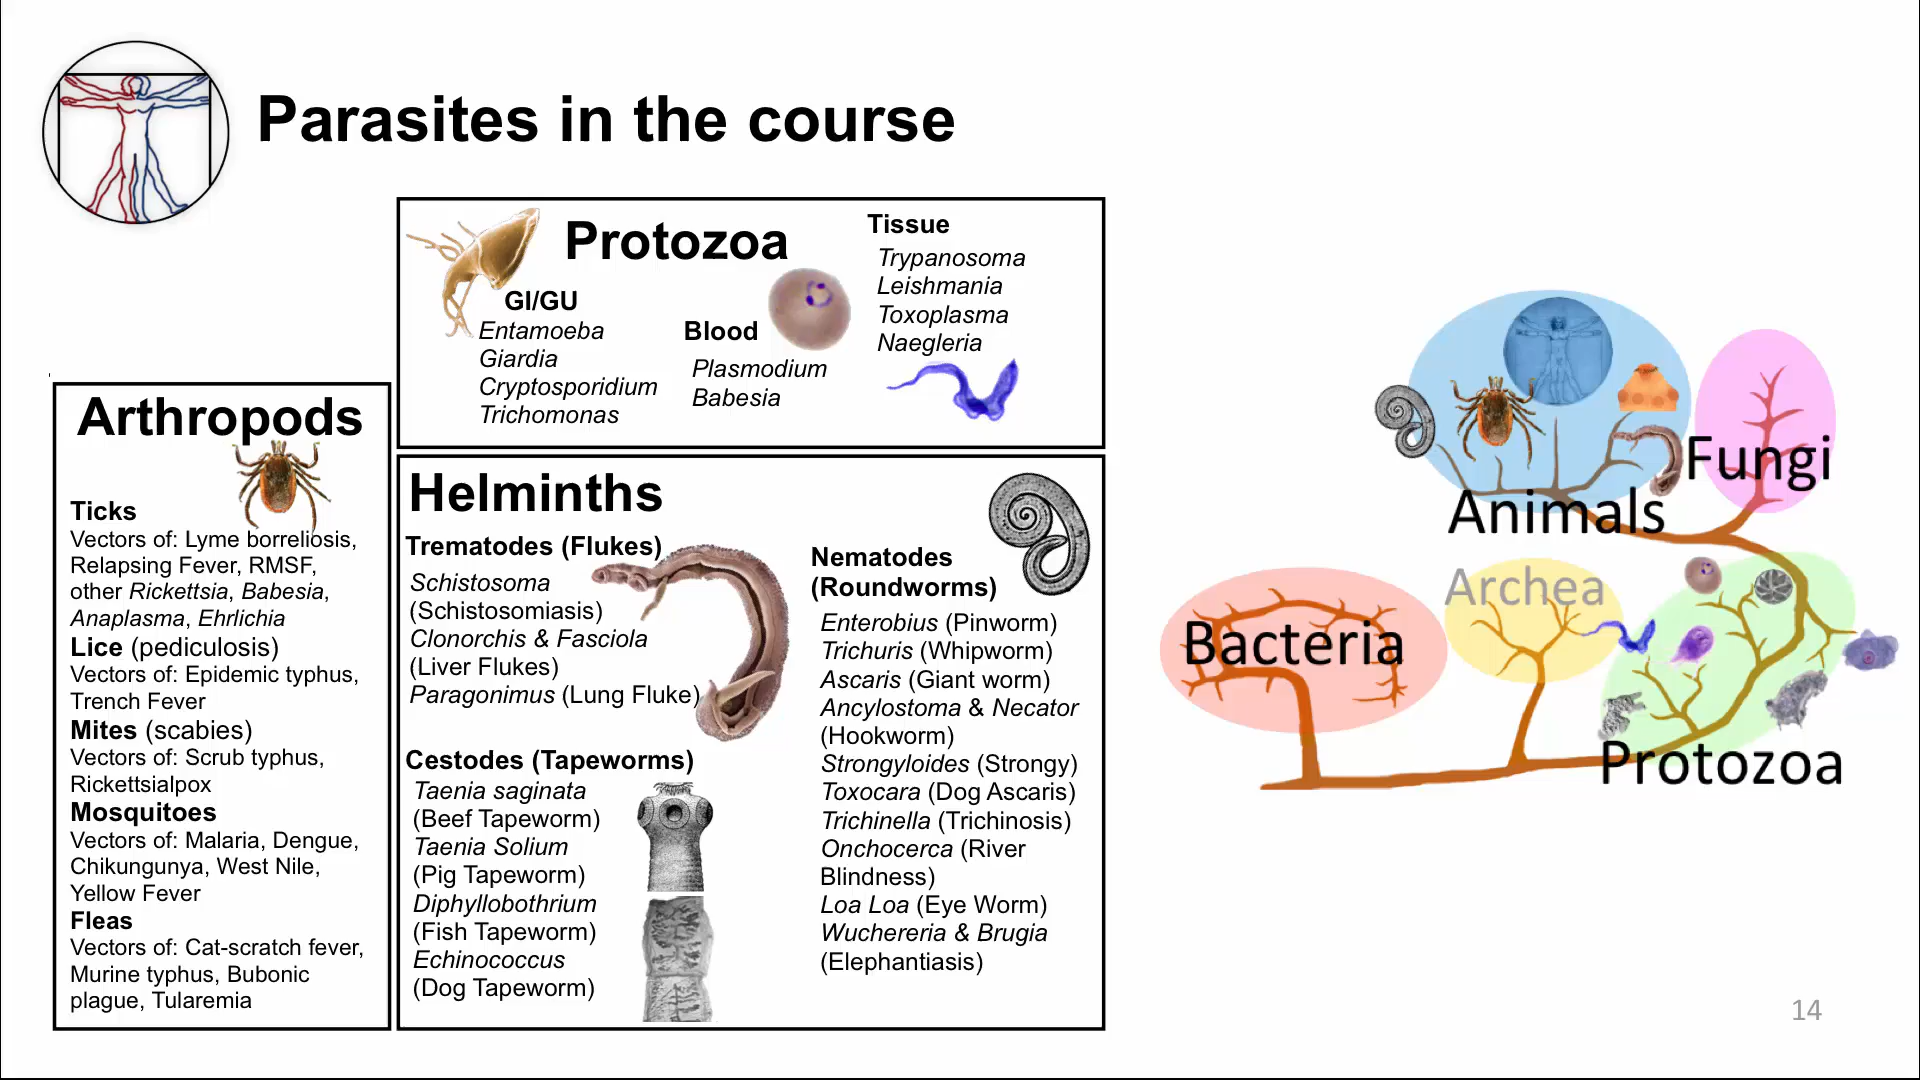 Parasites in the course
Protozoa
GI/GU
Entamoeba
Giardia
Cryptosporidium
Trichomonas
Blood
Plasmodium
Babesia
Tissue
Trypanosoma
Leishmania
Toxoplasma
Naegleria
Arthropods
Ticks
Vectors of: Lyme borreliosis,
Relapsing Fever, RMSF,
other Rickettsia, Babesia,
Anaplasma, Ehrlichia
Lice (pediculosis)
Vectors of: Epidemic typhus,
Trench Fever
Mites (scabies)
Vectors of: Scrub typhus,
Rickettsialpox
Mosquitoes
Vectors of: Malaria, Dengue,
Chikungunya, West Nile,
Yellow Fever
Fleas
Vectors of: Cat-scratch fever,
Murine typhus, Bubonic
plague, Tularemia
Helminths
Trematodes (Flukes)
Schistosoma
(Schistosomiasis)
Clonorchis & Fasciola
(Liver Flukes)
Paragonimus (Lung Fluke)
Cestodes (Tapeworms)
Taenia saginata
(Beef Tapeworm)
Taenia Solium
(Pig Tapeworm)
Diphyllobothrium
(Fish Tapeworm)
Echinococcus
(Dog Tapeworm)
Nematodes
(Roundworms)
Enterobius (Pinworm)
Trichuris (Whipworm)
Ascaris (Giant worm)
Ancylostoma & Necator
(Hookworm)
Strongyloides (Strongy)
Toxocara (Dog Ascaris)
Trichinella (Trichinosis)
Onchocerca (River
Blindness)
Loa Loa (Eye Worm)
Wuchereria & Brugia
(Elephantiasis)
Fungi
Animals
Archea
Bacteria
Protozoa
14